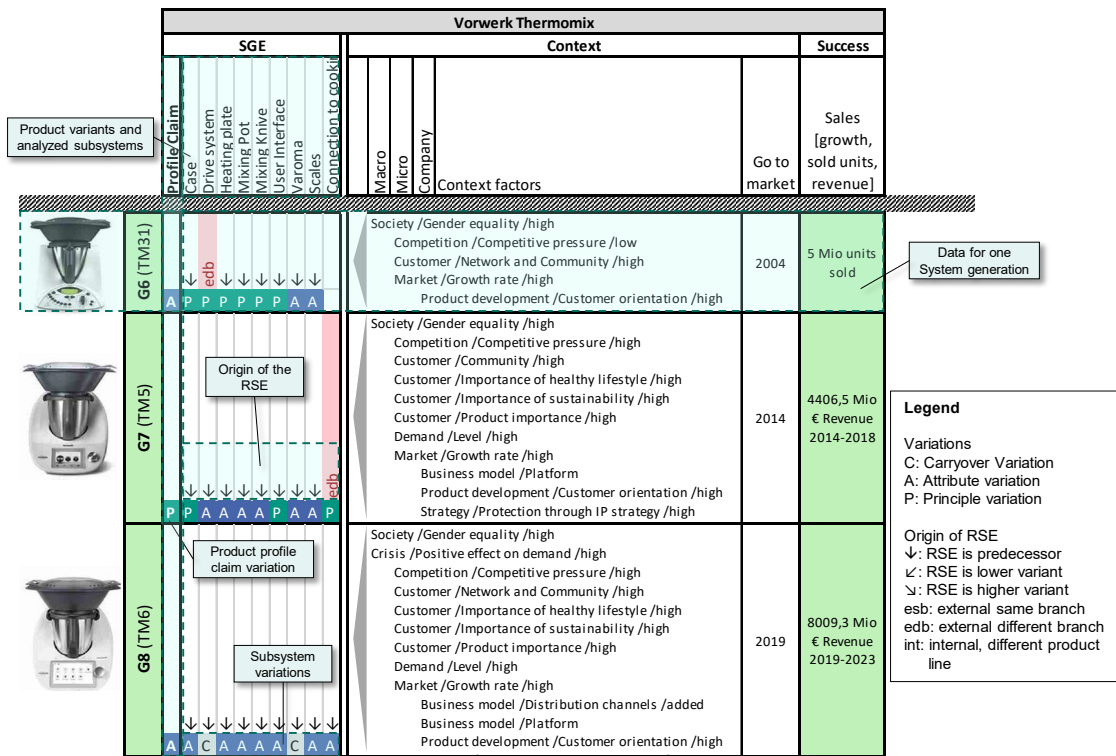 Vorwerk Thermomix
SGE
Context
Success
Product variants and
analyzed subsystems
Profile/Claim
Case
Drive system
Heating plate
Mixing Pot
Mixing Knive
User Interface
Varoma
Scales
Connection to cookin
Macro
Micro
Company
Context factors
Go to
market
Sales
[growth,
sold units,
revenue]
G6 (TM31)
↓ edb ↓ ↓ ↓ ↓ ↓ ↓
A P P P P P P A A
Society /Gender equality /high
Competition /Competitive pressure /low
Customer /Network and Community /high
Market /Growth rate /high
Product development /Customer orientation /high
2004
5 Mio units
sold
Data for one
System generation
G7 (TM5)
Origin of the
RSE
↓ ↓ ↓ ↓ ↓ ↓ ↓ ↓ edb
P P A A A A P A A P
Product profile
claim variation
Society /Gender equality /high
Competition /Competitive pressure /high
Customer /Community /high
Customer /Importance of healthy lifestyle /high
Customer /Importance of sustainability /high
Customer /Product importance /high
Demand /Level /high
Market /Growth rate /high
Business model /Platform
Product development /Customer orientation /high
Strategy /Protection through IP strategy /high
2014
4406,5 Mio
€ Revenue
2014-2018
G8 (TM6)
Subsystem
variations
↓ ↓ ↓ ↓ ↓ ↓ ↓ ↓ ↓
A A C A A A A C A A
Society /Gender equality /high
Crisis /Positive effect on demand /high
Competition /Competitive pressure /high
Customer /Network and Community /high
Customer /Importance of healthy lifestyle /high
Customer /Importance of sustainability /high
Customer /Product importance /high
Demand /Level /high
Market /Growth rate /high
Business model /Distribution channels /added
Business model /Platform
Product development /Customer orientation /high
2019
8009,3 Mio
€ Revenue
2019-2023
Legend
Variations
C: Carryover Variation
A: Attribute variation
P: Principle variation
Origin of RSE
↓: RSE is predecessor
↙: RSE is lower variant
↘: RSE is higher variant
esb: external same branch
edb: external different branch
int: internal, different product
line